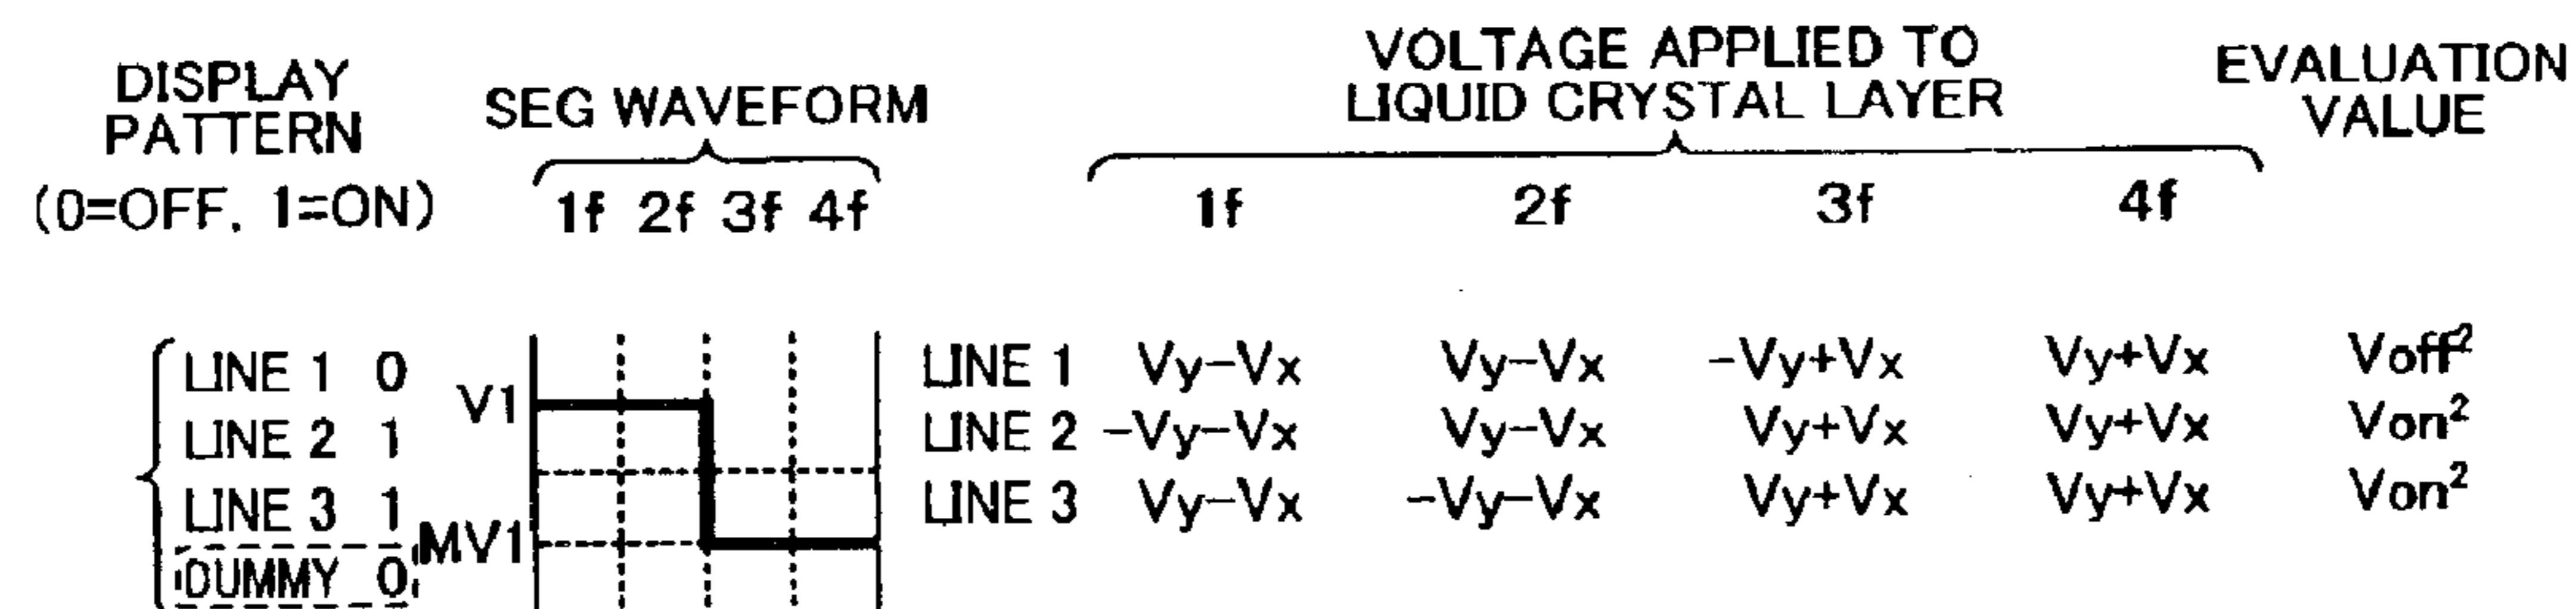 DISPLAY
PATTERN
(0=OFF, 1=ON)
SEG WAVEFORM
1f 2f 3f 4f
VOLTAGE APPLIED TO
LIQUID CRYSTAL LAYER
1f 2f 3f 4f
EVALUATION
VALUE
LINE 1 0
LINE 2 1
LINE 3 1
DUMMY 0
V1
MV1
LINE 1 Vy-Vx Vy-Vx -Vy+Vx Vy+Vx Voff²
LINE 2 -Vy-Vx Vy-Vx Vy+Vx Vy+Vx Von²
LINE 3 Vy-Vx -Vy-Vx Vy+Vx Vy+Vx Von²